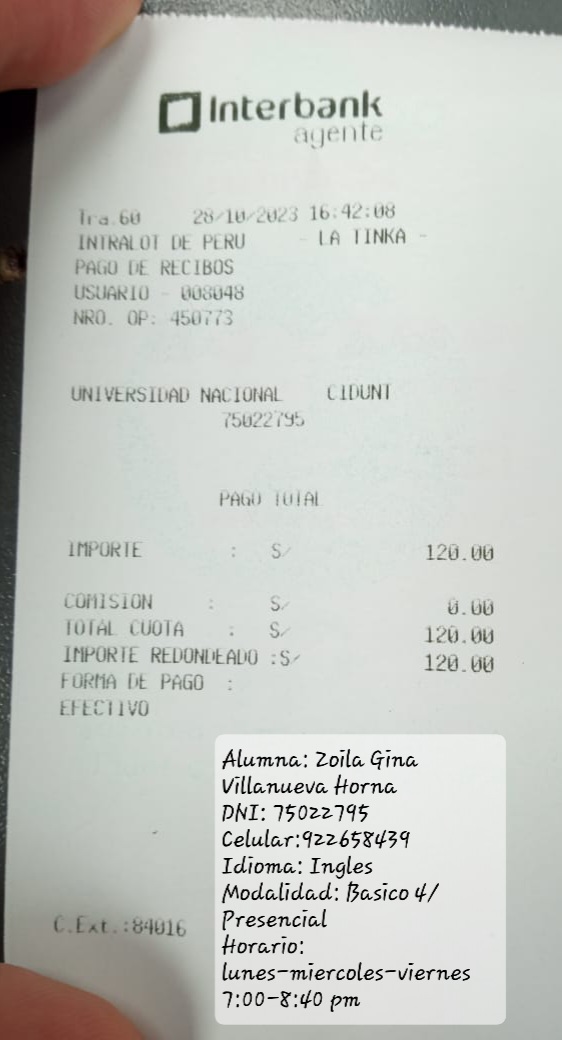 Interbank
agente
Tra.60 28/10/2023 16:42:08
INTRALOT DE PERU - LA TINKA -
PAGO DE RECIBOS
USUARIO - 008048
NRO. OP: 450773
UNIVERSIDAD NACIONAL CIDUNT
75022795
PAGO TOTAL
IMPORTE : S/ 120.00
COMISION : S/ 0.00
TOTAL CUOTA : S/ 120.00
IMPORTE REDONDEADO :S/ 120.00
FORMA DE PAGO :
EFECTIVO
Alumna: Zoila Gina
Villanueva Horna
DNI: 75022795
Celular:922658439
Idioma: Ingles
Modalidad: Basico 4/
Presencial
Horario:
lunes-miercoles-viernes
7:00-8:40 pm
C.Ext.:84016